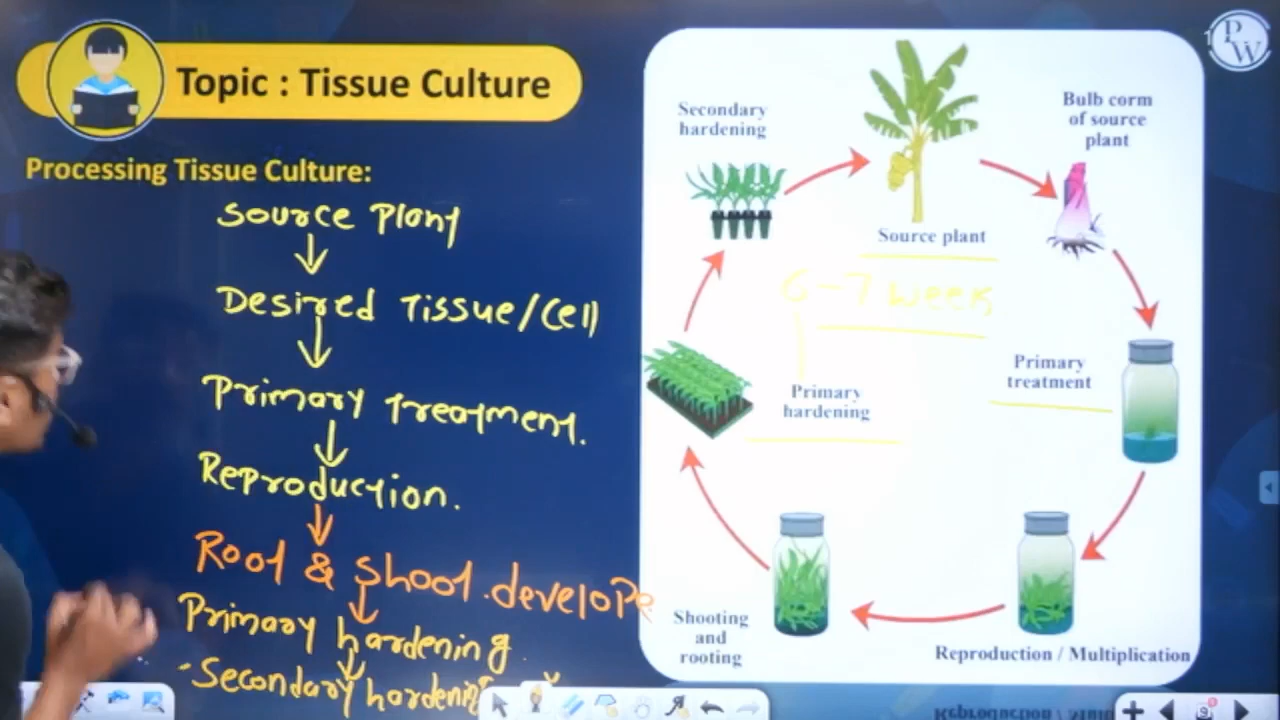 Topic : Tissue Culture
Processing Tissue Culture:
Source Plant
Desired Tissue/Cell
Primary Treatment.
Reproduction.
Root & Shoot develope
Primary hardening
Secondary hardening
PW
Secondary
hardening
Bulb corm
of source
plant
Source plant
6-7 week
Primary
treatment
Primary
hardening
Shooting
and
rooting
Reproduction / Multiplication